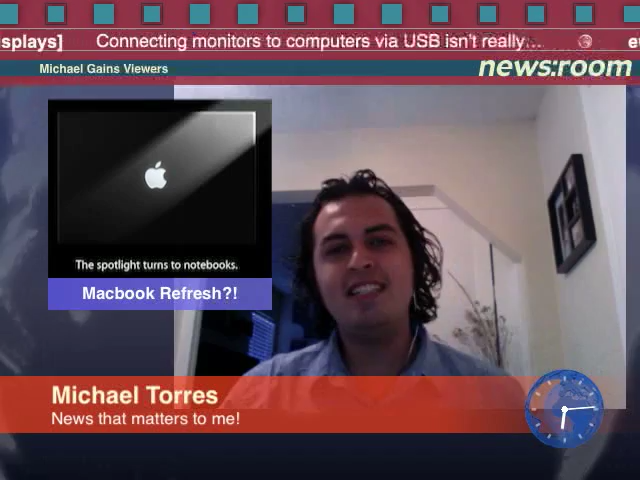 splays] Connecting monitors to computers via USB isn't really... e
Michael Gains Viewers
news:room
The spotlight turns to notebooks.
Macbook Refresh?!
Michael Torres
News that matters to me!